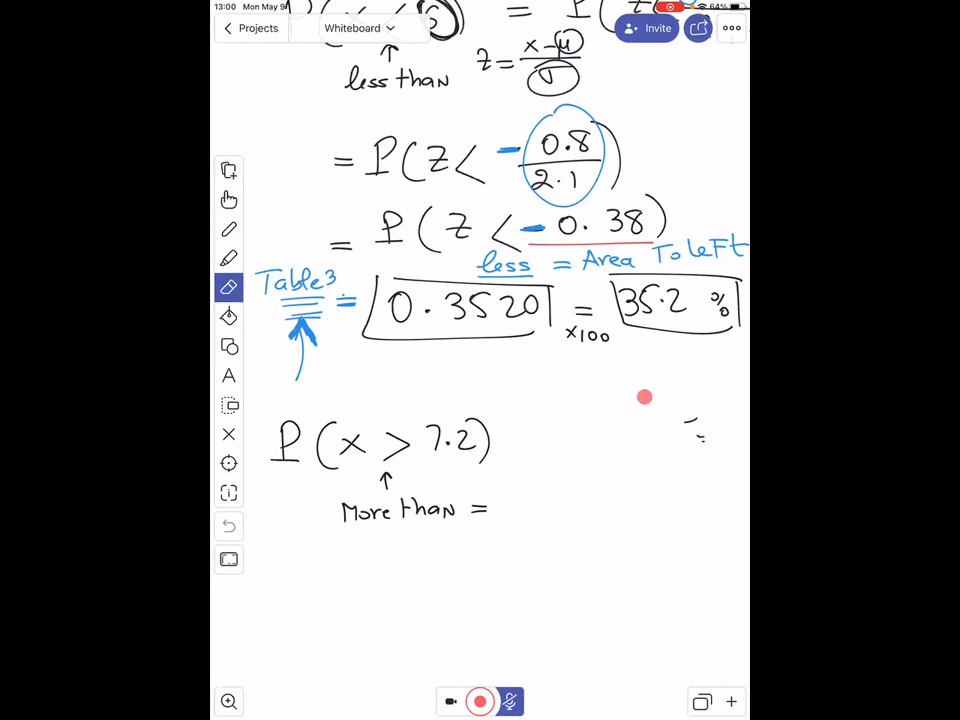 13:00 Mon May 9
64%
Projects
Whiteboard
Invite
=
less than
z = x - μ / √
= P(Z < - 0.8 / 2.1)
= P(Z < - 0.38)
less = Area To left
Table3 = 0.3520 = 35.2 %
x100
P(x > 7.2)
More than =
A